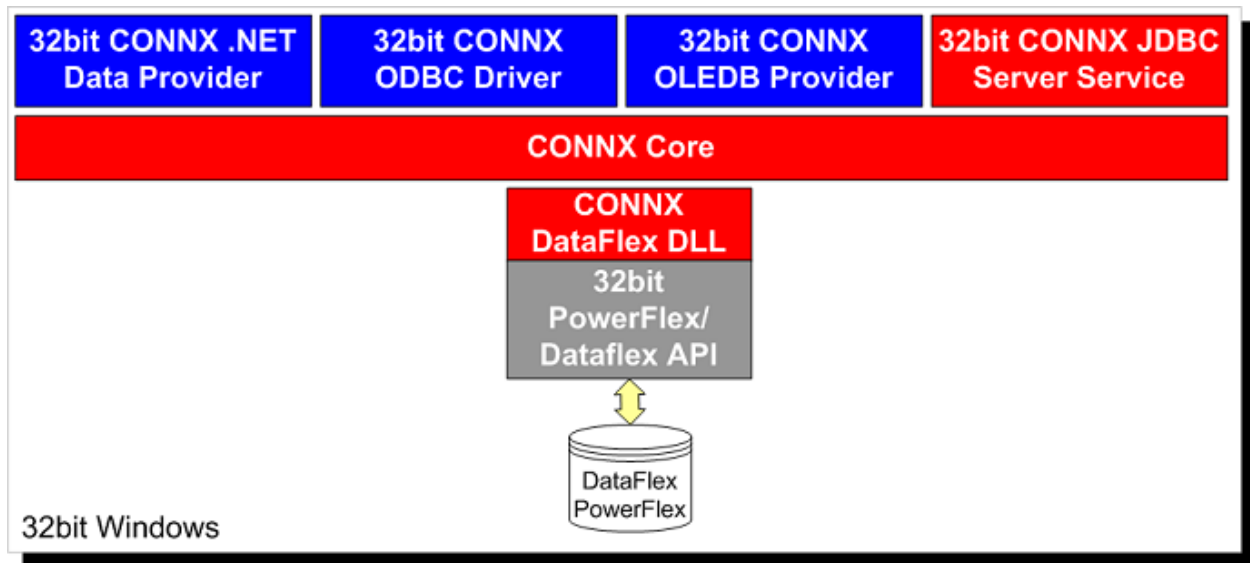 32bit CONNX .NET
Data Provider
32bit CONNX
ODBC Driver
32bit CONNX
OLEDB Provider
32bit CONNX JDBC
Server Service
CONNX Core
CONNX
DataFlex DLL
32bit
PowerFlex/
Dataflex API
DataFlex
PowerFlex
32bit Windows